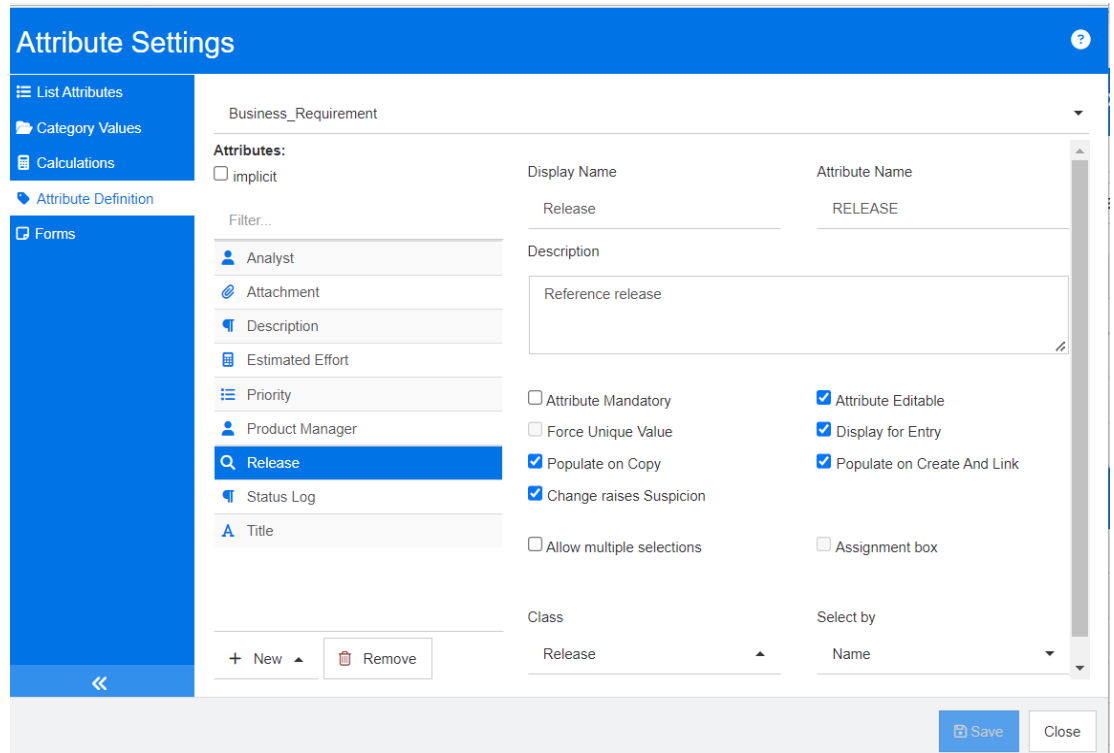 Attribute Settings
?
List Attributes
Category Values
Calculations
Attribute Definition
Forms
Business_Requirement
Attributes:
implicit
Filter...
Analyst
Attachment
Description
Estimated Effort
Priority
Product Manager
Release
Status Log
A Title
New
Remove
Display Name
Attribute Name
Release
RELEASE
Description
Reference release
Attribute Mandatory
Attribute Editable
Force Unique Value
Display for Entry
Populate on Copy
Populate on Create And Link
Change raises Suspicion
Allow multiple selections
Assignment box
Class
Select by
Release
Name
Save
Close